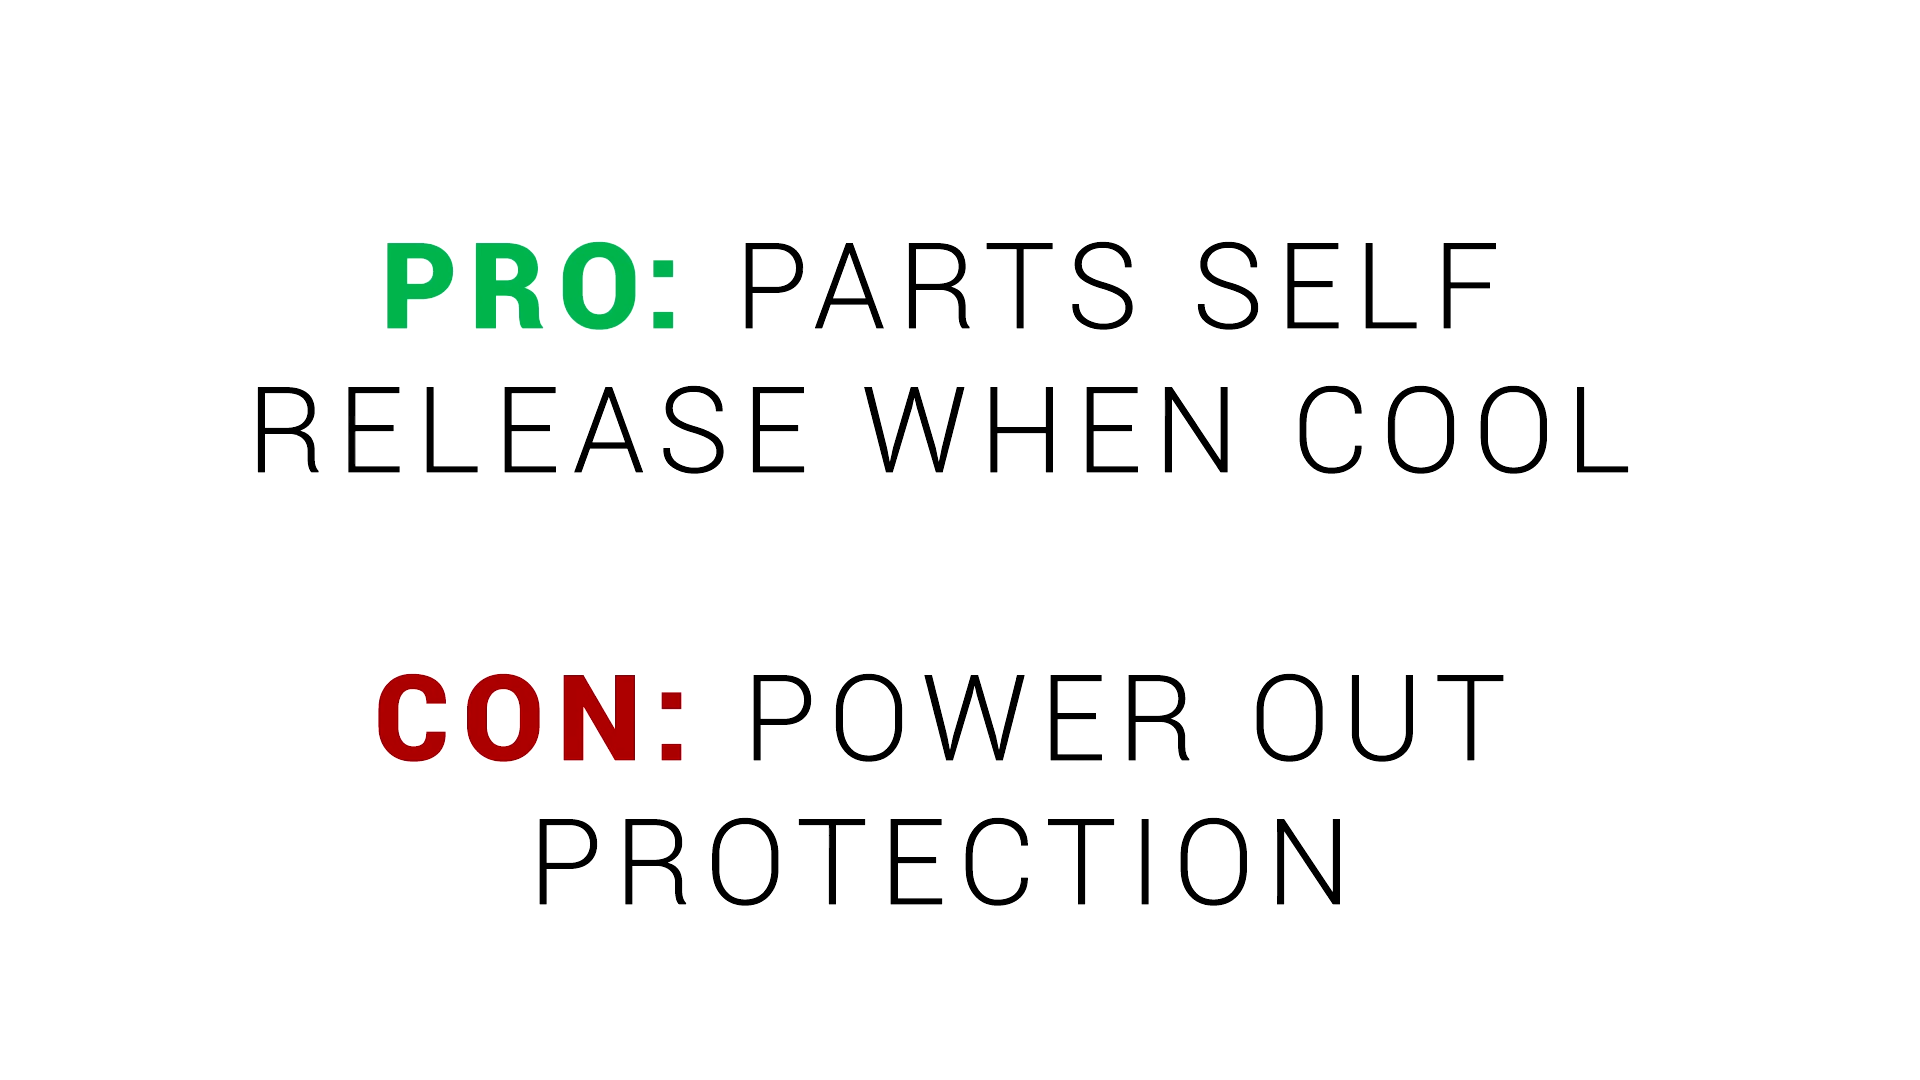 PRO: PARTS SELF
RELEASE WHEN COOL
CON: POWER OUT
PROTECTION